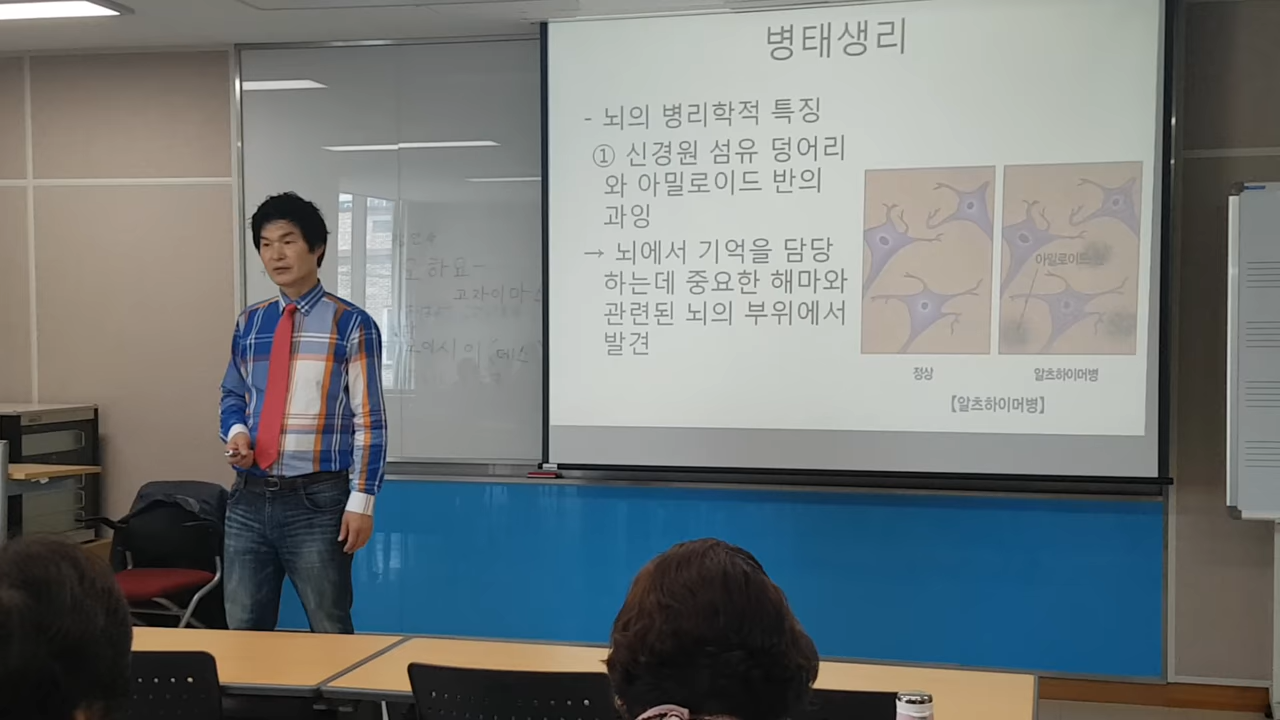 병태생리
- 뇌의 병리학적 특징
① 신경원 섬유 덩어리
와 아밀로이드 반의
과잉
→ 뇌에서 기억을 담당
하는데 중요한 해마와
관련된 뇌의 부위에서
발견
아밀로이드
정상
알츠하이머병
【알츠하이머병】